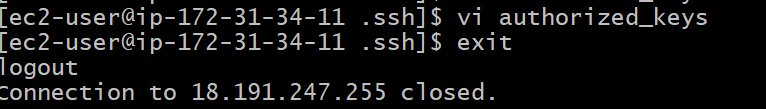 [ec2-user@ip-172-31-34-11 .ssh]$ vi authorized_keys
[ec2-user@ip-172-31-34-11 .ssh]$ exit
logout
Connection to 18.191.247.255 closed.